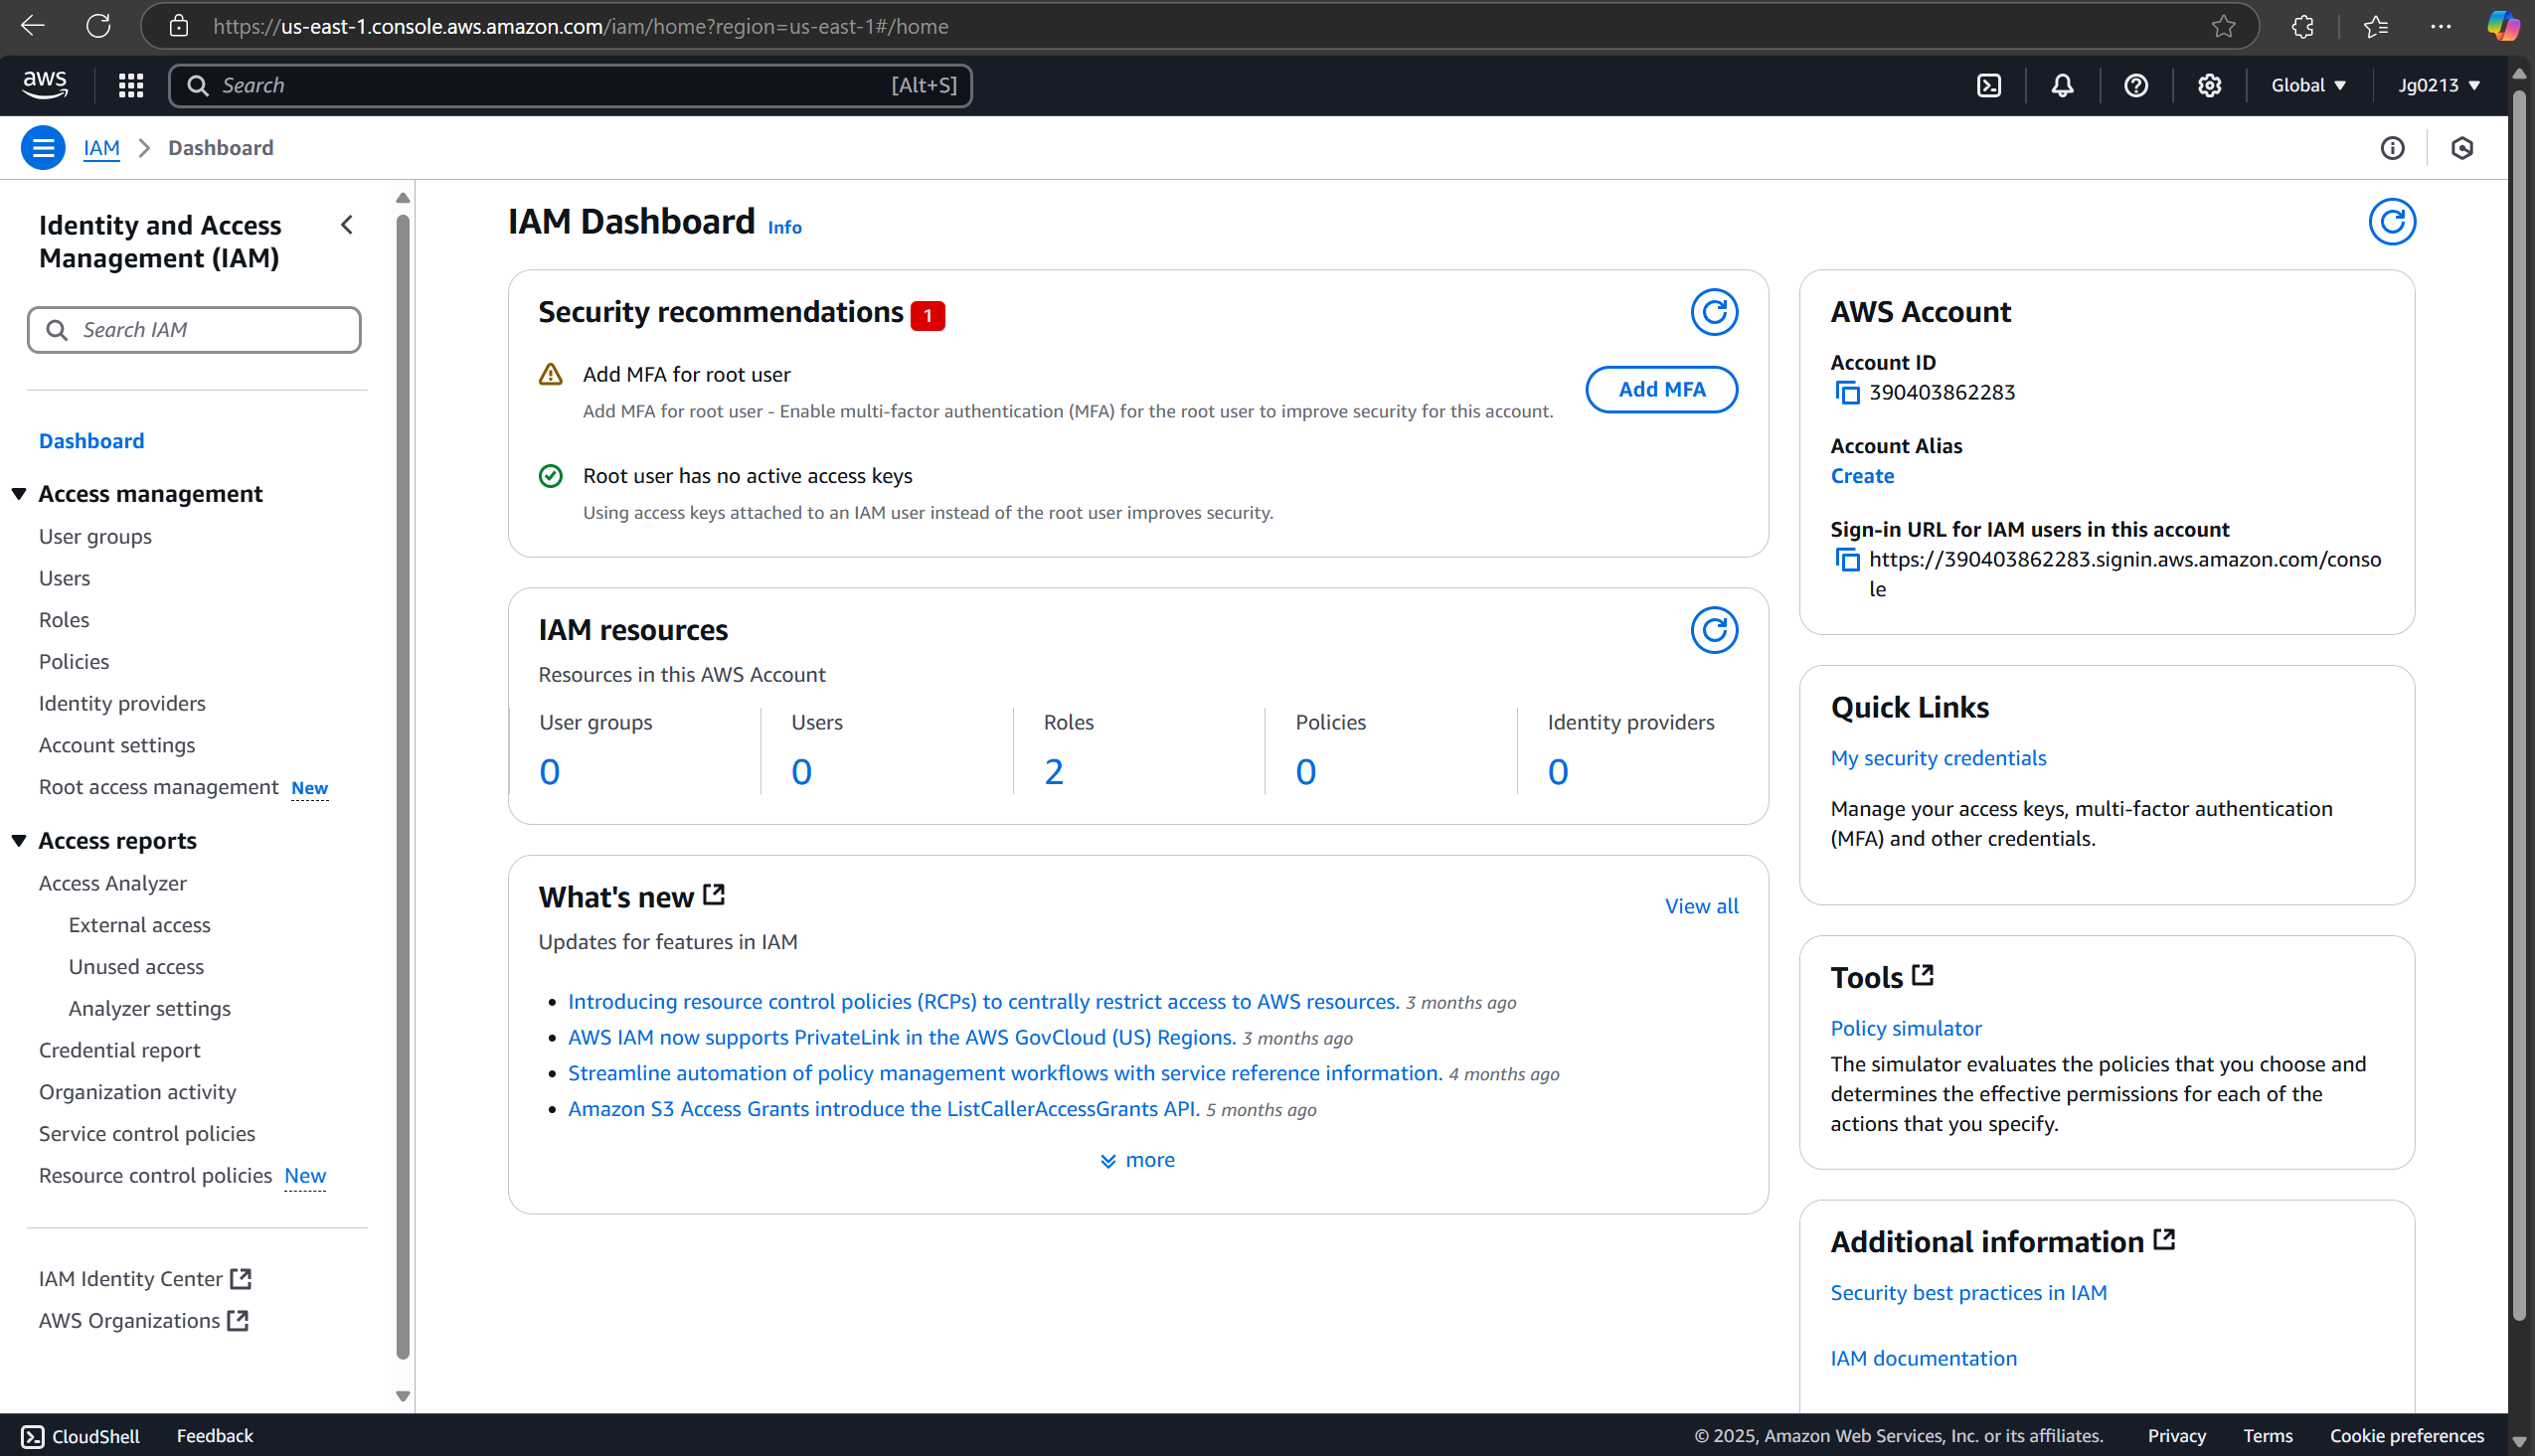 https://us-east-1.console.aws.amazon.com/iam/home?region=us-east-1#/home
aws
Search
[Alt+S]
Global
Jg0213
IAM
Dashboard
Identity and Access
Management (IAM)
Search IAM
Dashboard
Access management
User groups
Users
Roles
Policies
Identity providers
Account settings
Root access management New
Access reports
Access Analyzer
External access
Unused access
Analyzer settings
Credential report
Organization activity
Service control policies
Resource control policies New
IAM Identity Center
AWS Organizations
IAM Dashboard Info
Security recommendations 1
Add MFA for root user
Add MFA for root user - Enable multi-factor authentication (MFA) for the root user to improve security for this account.
Add MFA
Root user has no active access keys
Using access keys attached to an IAM user instead of the root user improves security.
IAM resources
Resources in this AWS Account
User groups
0
Users
0
Roles
2
Policies
0
Identity providers
0
What's new
View all
Updates for features in IAM
Introducing resource control policies (RCPs) to centrally restrict access to AWS resources. 3 months ago
AWS IAM now supports PrivateLink in the AWS GovCloud (US) Regions. 3 months ago
Streamline automation of policy management workflows with service reference information. 4 months ago
Amazon S3 Access Grants introduce the ListCallerAccessGrants API. 5 months ago
more
AWS Account
Account ID
390403862283
Account Alias
Create
Sign-in URL for IAM users in this account
https://390403862283.signin.aws.amazon.com/conso
le
Quick Links
My security credentials
Manage your access keys, multi-factor authentication
(MFA) and other credentials.
Tools
Policy simulator
The simulator evaluates the policies that you choose and
determines the effective permissions for each of the
actions that you specify.
Additional information
Security best practices in IAM
IAM documentation
CloudShell
Feedback
© 2025, Amazon Web Services, Inc. or its affiliates.
Privacy
Terms
Cookie preferences